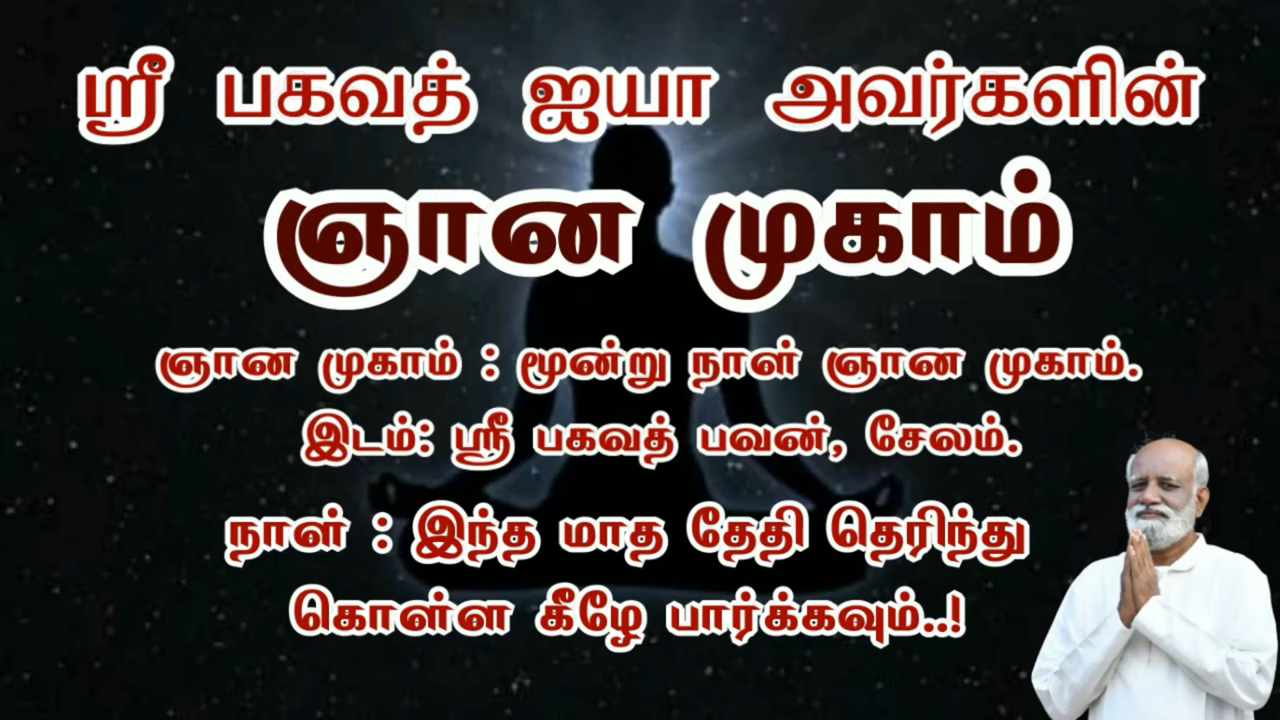 ஸ்ரீ பகவத் ஐயா அவர்களின்
ஞான முகாம்
ஞான முகாம் : மூன்று நாள் ஞான முகாம்.
இடம்: ஸ்ரீ பகவத் பவன், சேலம்.
நாள் : இந்த மாத தேதி தெரிந்து
கொள்ள கீழே பார்க்கவும்..!